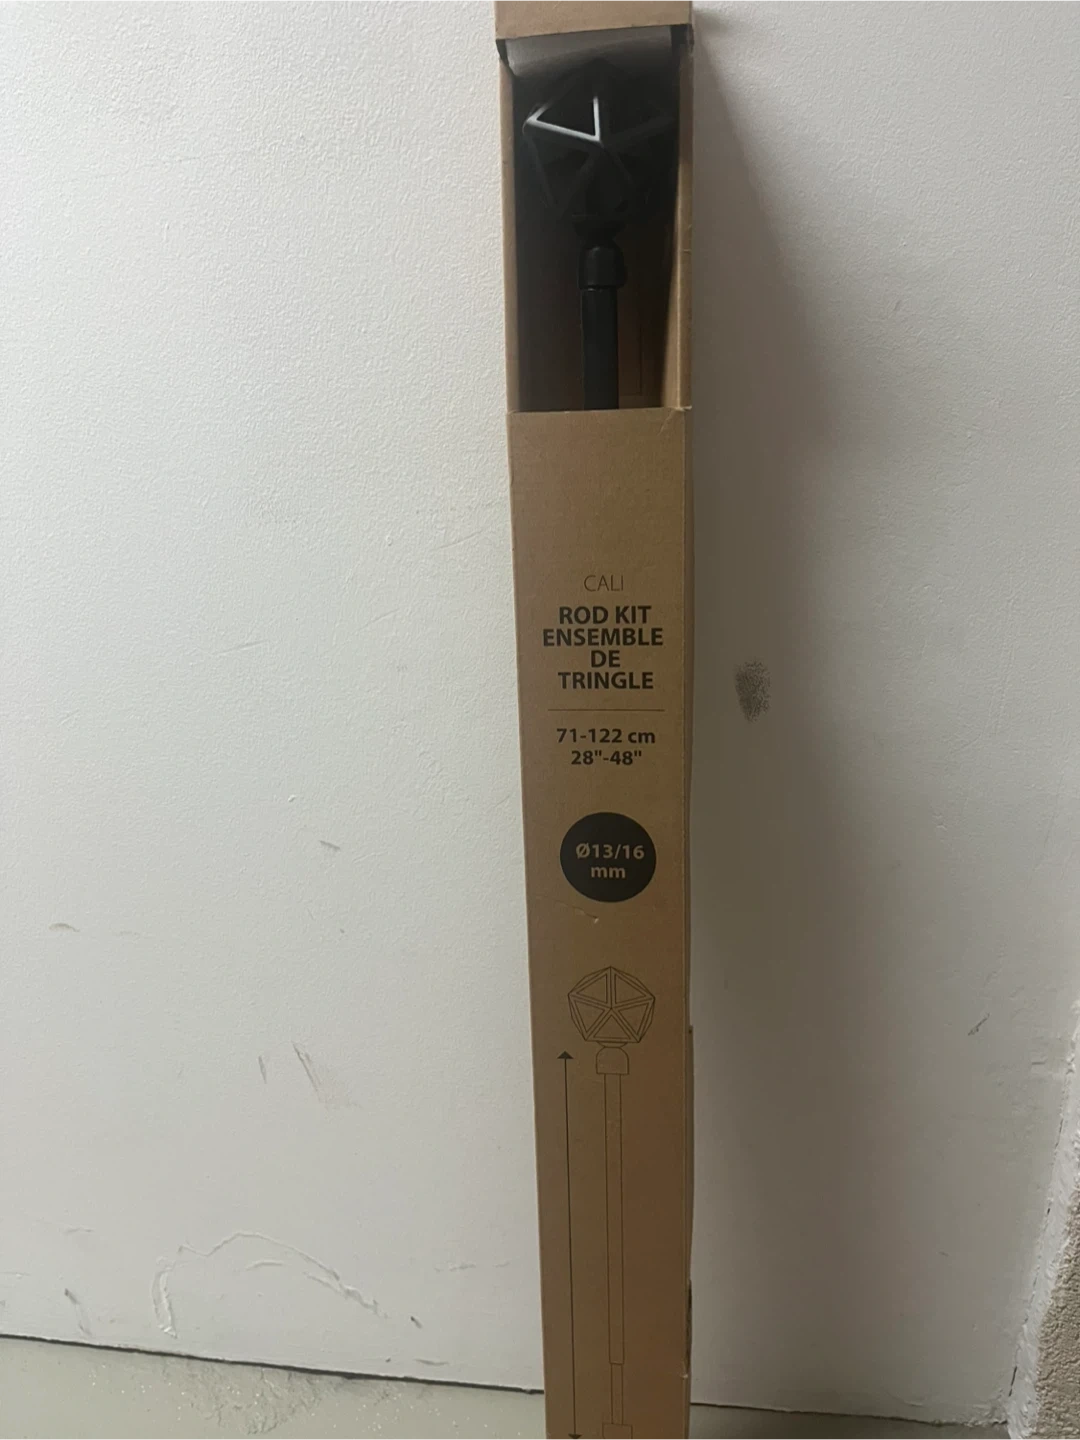 CALI
ROD KIT
ENSEMBLE
DE
TRINGLE
71-122 cm
28"-48"
Ø13/16
mm